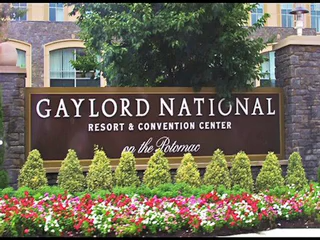 GAYLORD NATIONAL
RESORT & CONVENTION CENTER
on the Potomac